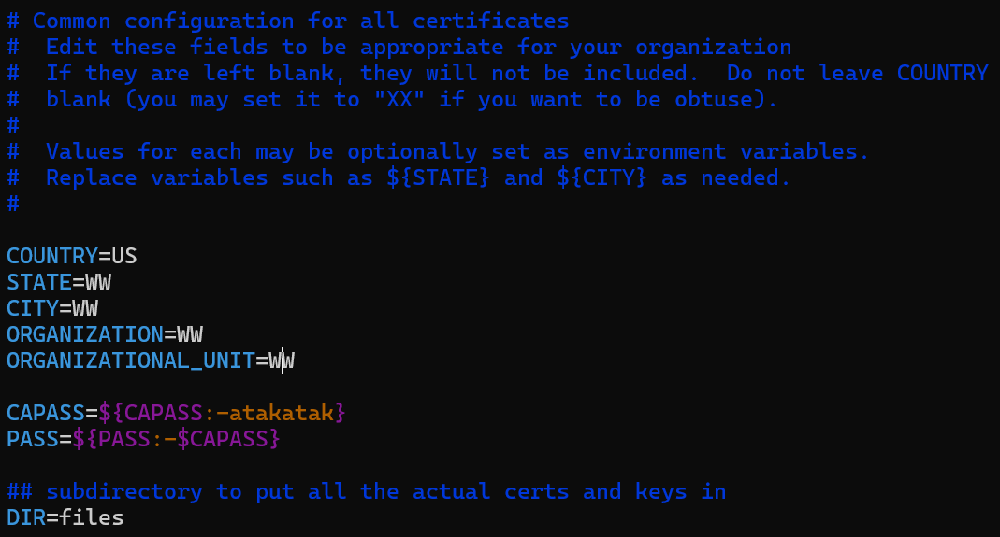 # Common configuration for all certificates
#  Edit these fields to be appropriate for your organization
#  If they are left blank, they will not be included.  Do not leave COUNTRY
#  blank (you may set it to "XX" if you want to be obtuse).
#
#  Values for each may be optionally set as environment variables.
#  Replace variables such as ${STATE} and ${CITY} as needed.
#
COUNTRY=US
STATE=WW
CITY=WW
ORGANIZATION=WW
ORGANIZATIONAL_UNIT=WW
CAPASS=${CAPASS:-atakatak}
PASS=${PASS:-$CAPASS}
## subdirectory to put all the actual certs and keys in
DIR=files